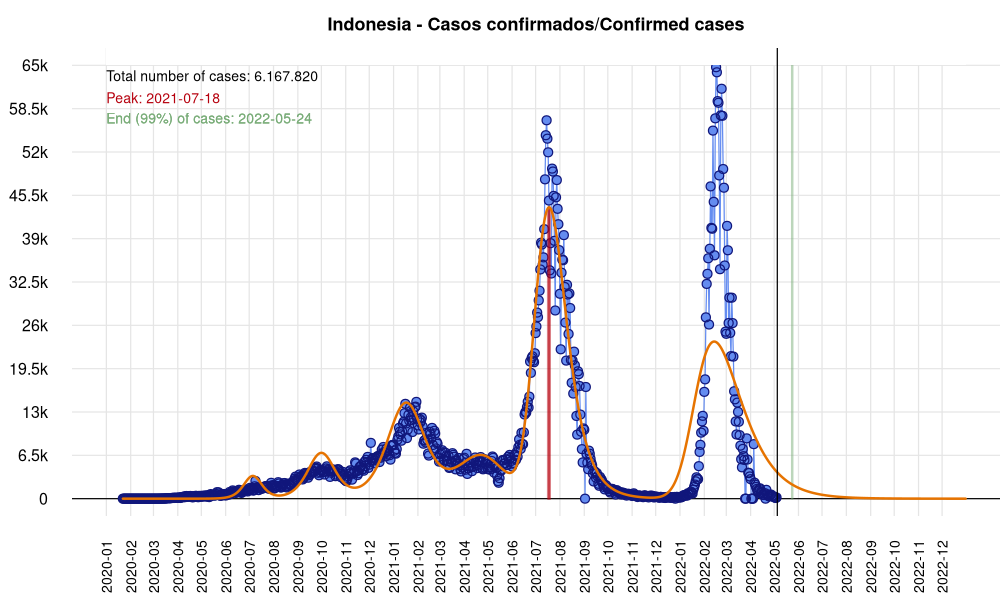 Indonesia - Casos confirmados/Confirmed cases
Total number of cases: 6.167.820
Peak: 2021-07-18
End (99%) of cases: 2022-05-24
65k
58.5k
52k
45.5k
39k
32.5k
26k
19.5k
13k
6.5k
0
2020-01
2020-02
2020-03
2020-04
2020-05
2020-06
2020-07
2020-08
2020-09
2020-10
2020-11
2020-12
2021-01
2021-02
2021-03
2021-04
2021-05
2021-06
2021-07
2021-08
2021-09
2021-10
2021-11
2021-12
2022-01
2022-02
2022-03
2022-04
2022-05
2022-06
2022-07
2022-08
2022-09
2022-10
2022-11
2022-12